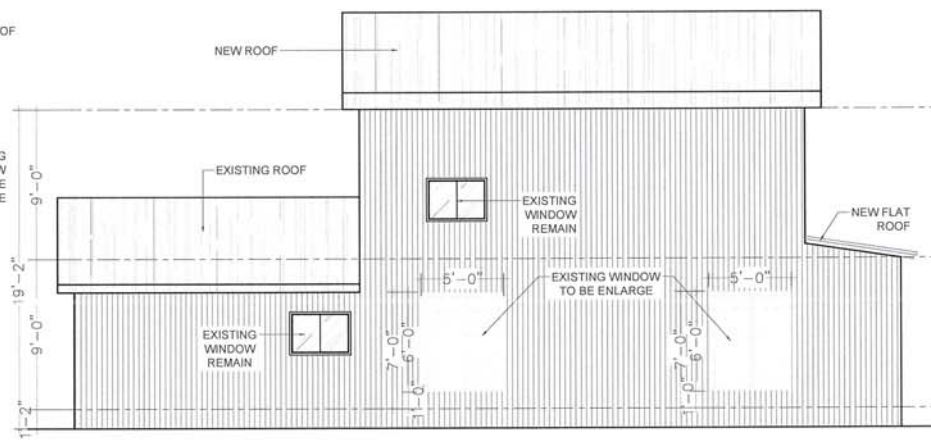 OF
NEW ROOF
G
W
E
E
9'-0"
EXISTING ROOF
EXISTING
WINDOW
REMAIN
NEW FLAT
ROOF
19'-2"
5'-0"
EXISTING WINDOW
TO BE ENLARGE
5'-0"
9'-0"
EXISTING
WINDOW
REMAIN
7'-0"
6'-0"
7'-0"
6'-0"
1'-0"
1'-0"
1'-2"